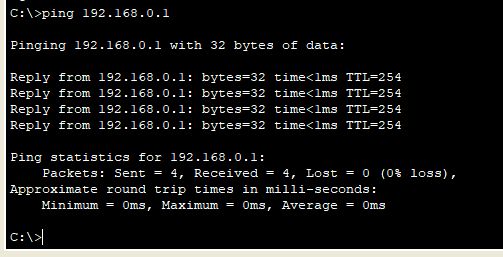 C:\>ping 192.168.0.1
Pinging 192.168.0.1 with 32 bytes of data:
Reply from 192.168.0.1: bytes=32 time<1ms TTL=254
Reply from 192.168.0.1: bytes=32 time<1ms TTL=254
Reply from 192.168.0.1: bytes=32 time<1ms TTL=254
Reply from 192.168.0.1: bytes=32 time<1ms TTL=254
Ping statistics for 192.168.0.1:
    Packets: Sent = 4, Received = 4, Lost = 0 (0% loss),
Approximate round trip times in milli-seconds:
    Minimum = 0ms, Maximum = 0ms, Average = 0ms
C:\>